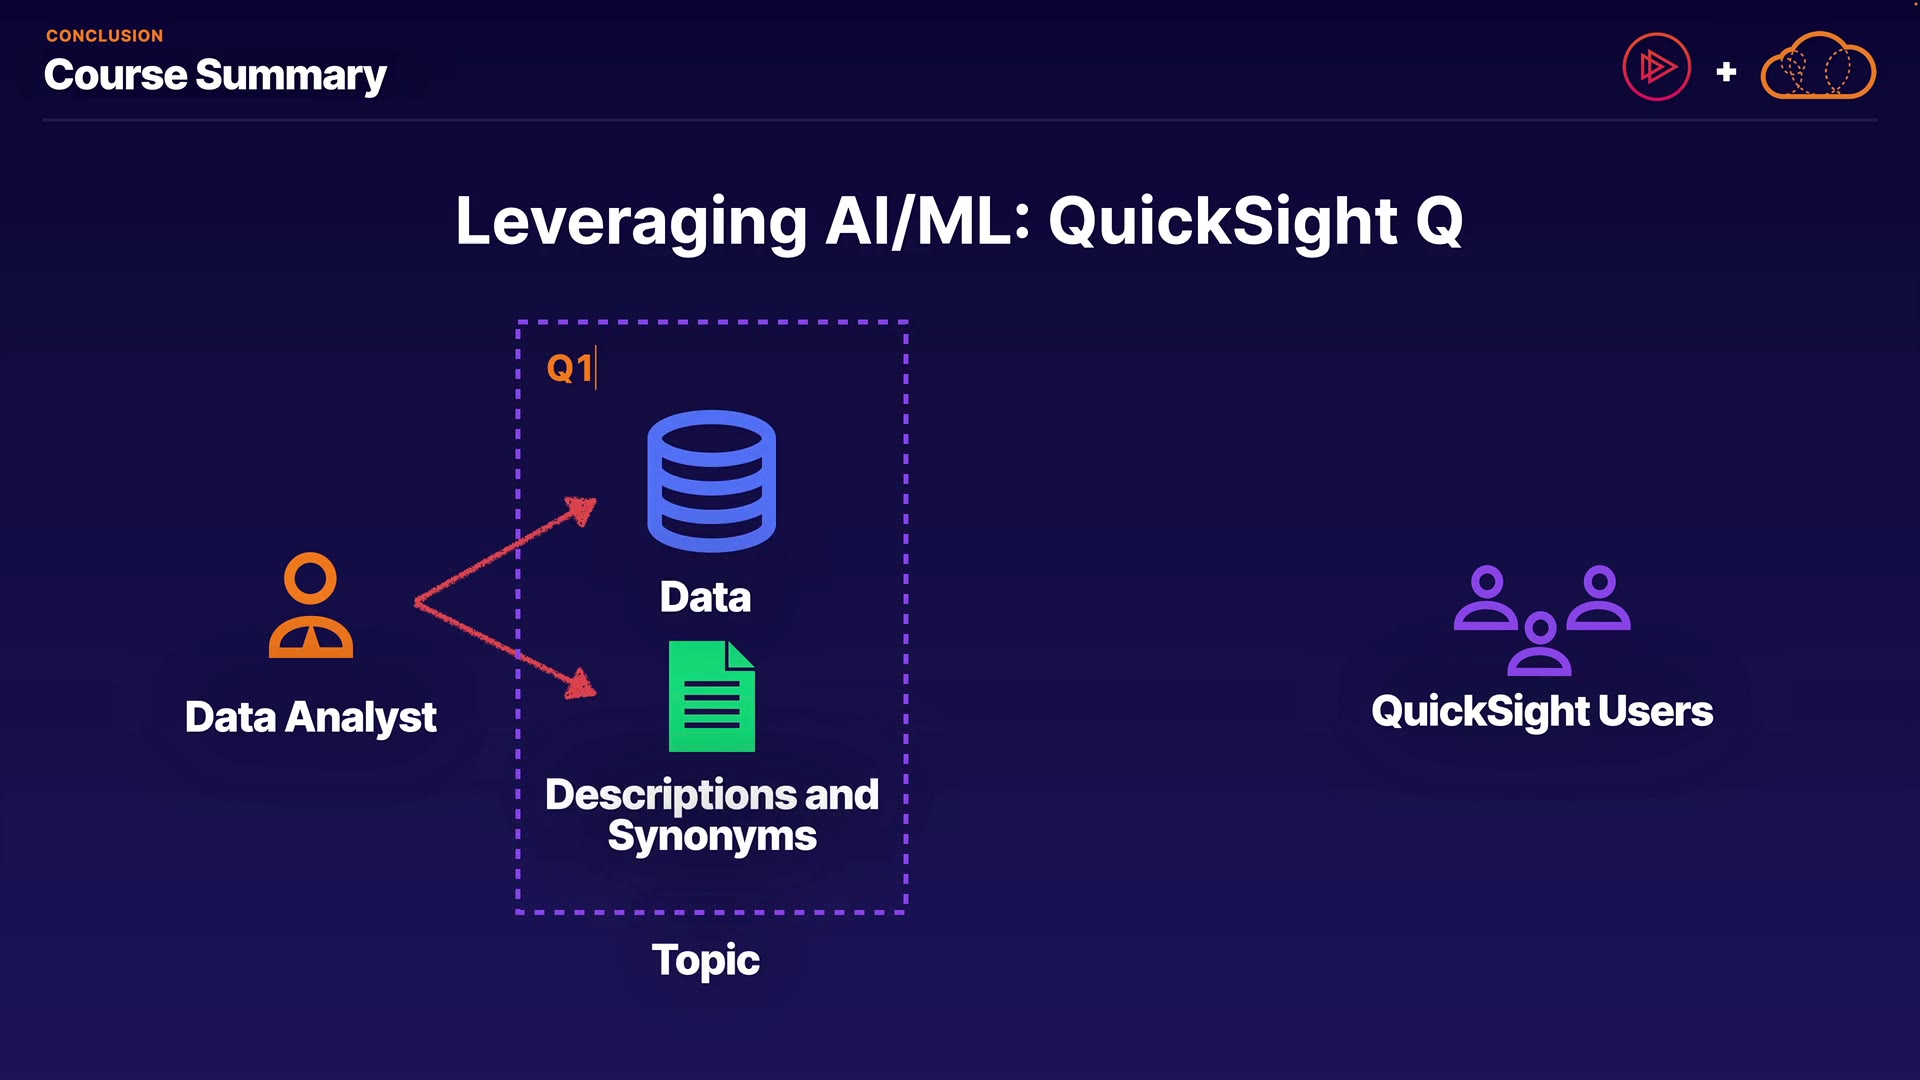 CONCLUSION
Course Summary
+
Leveraging AI/ML: QuickSight Q
Q1
Data
Data Analyst
QuickSight Users
Descriptions and
Synonyms
Topic